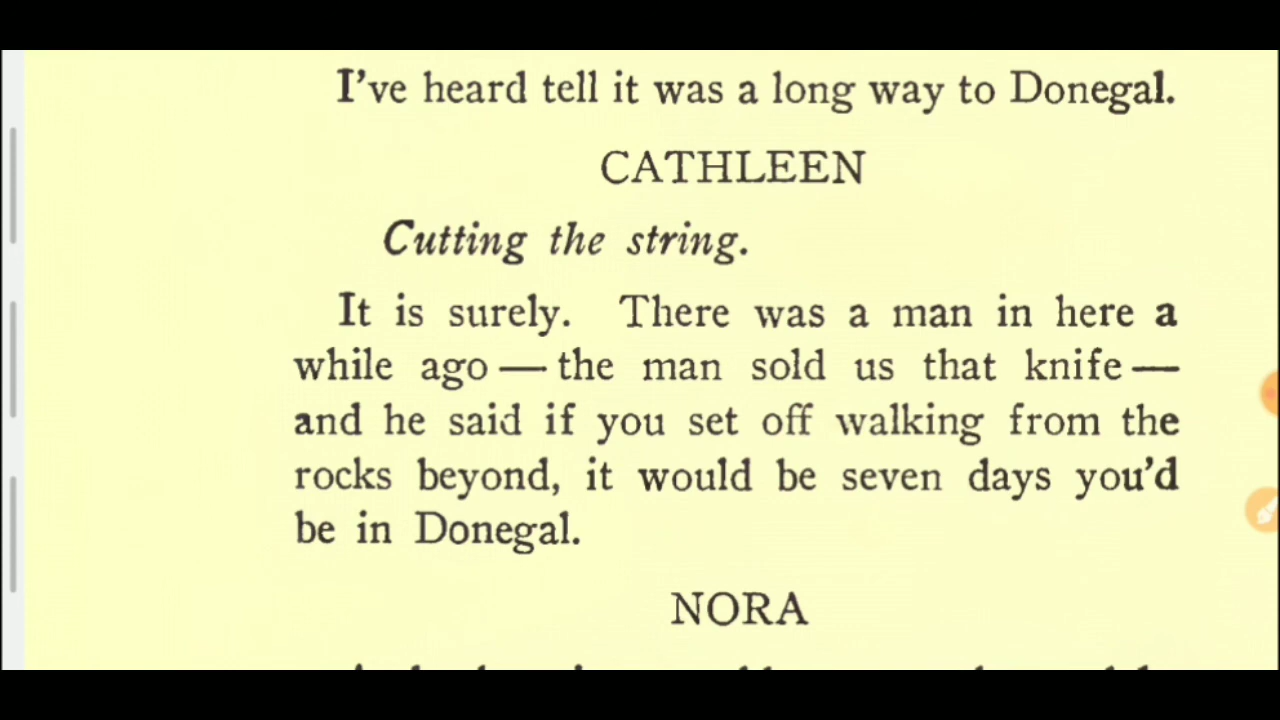 I've heard tell it was a long way to Donegal.
CATHLEEN
Cutting the string.
It is surely. There was a man in here a
while ago — the man sold us that knife —
and he said if you set off walking from the
rocks beyond, it would be seven days you'd
be in Donegal.
NORA